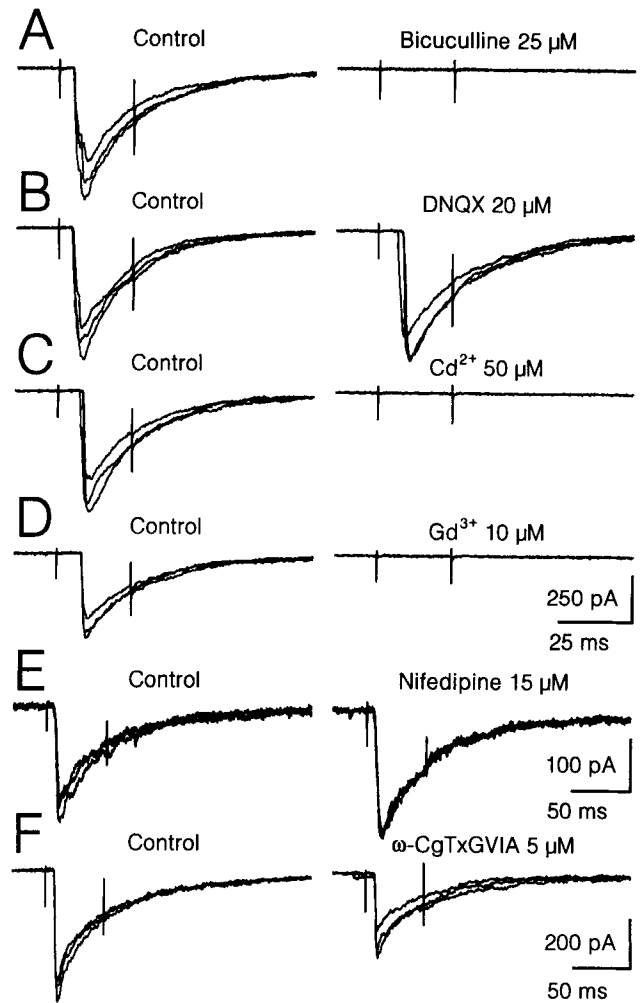 A
Control
Bicuculline 25 µM
B
Control
DNQX 20 µM
C
Control
Cd²⁺ 50 µM
D
Control
Gd³⁺ 10 µM
250 pA
25 ms
E
Control
Nifedipine 15 µM
100 pA
50 ms
F
Control
ω-CgTxGVIA 5 µM
200 pA
50 ms